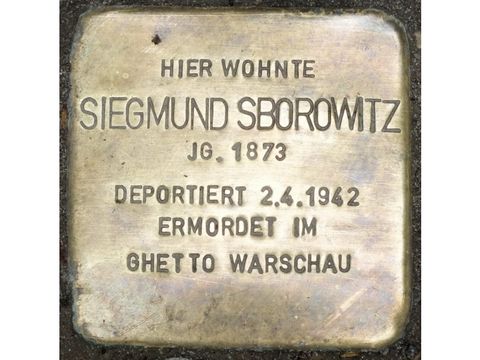 HIER WOHNTE
SIEGMUND SBOROWITZ
JG. 1873
DEPORTIERT 2.4.1942
ERMORDET IM
GHETTO WARSCHAU